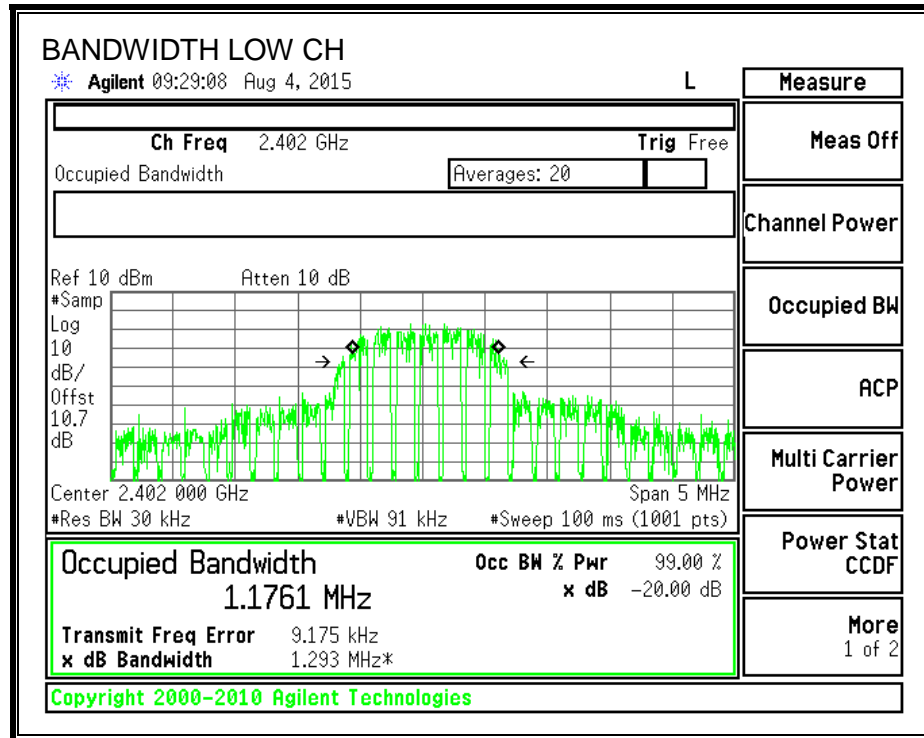 BANDWIDTH LOW CH
Agilent 09:29:08 Aug 4, 2015 L
Measure
Ch Freq 2.402 GHz Trig Free
Occupied Bandwidth Averages: 20
Ref 10 dBm Atten 10 dB
#Samp
Log
10
dB/
Offst
10.7
dB
Center 2.402 000 GHz Span 5 MHz
#Res BW 30 kHz #VBW 91 kHz #Sweep 100 ms (1001 pts)
Occupied Bandwidth Occ BW % Pwr 99.00 %
1.1761 MHz x dB -20.00 dB
Transmit Freq Error 9.175 kHz
x dB Bandwidth 1.293 MHz*
Copyright 2000-2010 Agilent Technologies
Meas Off
Channel Power
Occupied BW
ACP
Multi Carrier
Power
Power Stat
CCDF
More
1 of 2